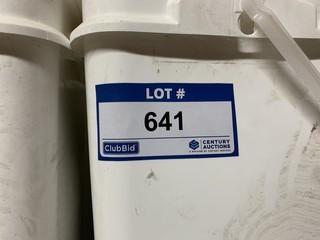 LOT #
641
ClubBid
CENTURY
AUCTIONS